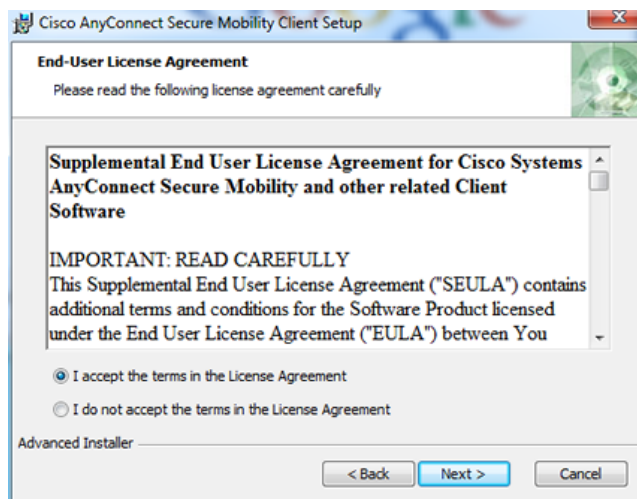 Cisco AnyConnect Secure Mobility Client Setup
End-User License Agreement
Please read the following license agreement carefully
Supplemental End User License Agreement for Cisco Systems
AnyConnect Secure Mobility and other related Client
Software
IMPORTANT: READ CAREFULLY
This Supplemental End User License Agreement ("SEULA") contains
additional terms and conditions for the Software Product licensed
under the End User License Agreement ("EULA") between You
I accept the terms in the License Agreement
I do not accept the terms in the License Agreement
Advanced Installer
< Back Next > Cancel